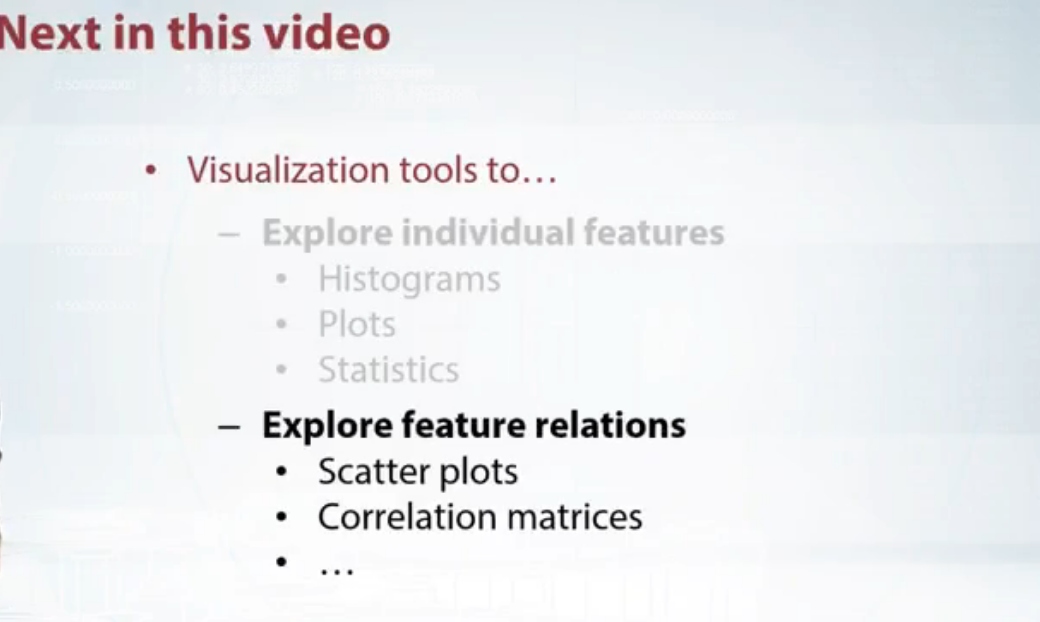 Next in this video
• Visualization tools to…
– Explore individual features
• Histograms
• Plots
• Statistics
– Explore feature relations
• Scatter plots
• Correlation matrices
• …